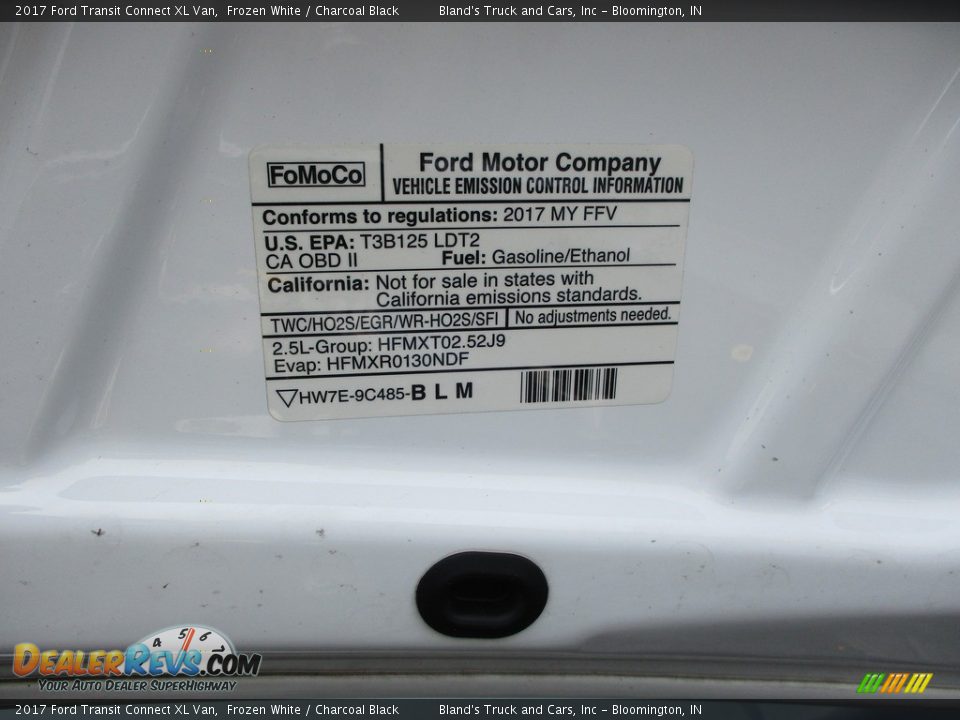 2017 Ford Transit Connect XL Van, Frozen White / Charcoal Black Bland's Truck and Cars, Inc - Bloomington, IN
FoMoCo
Ford Motor Company
VEHICLE EMISSION CONTROL INFORMATION
Conforms to regulations: 2017 MY FFV
U.S. EPA: T3B125 LDT2
CA OBD II Fuel: Gasoline/Ethanol
California: Not for sale in states with
California emissions standards.
TWC/HO2S/EGR/WR-HO2S/SFI No adjustments needed.
2.5L-Group: HFMXT02.52J9
Evap: HFMXR0130NDF
HW7E-9C485-B L M
4 5 6 7
DEALERREVS.COM
YOUR AUTO DEALER SUPERHIGHWAY
2017 Ford Transit Connect XL Van, Frozen White / Charcoal Black Bland's Truck and Cars, Inc - Bloomington, IN